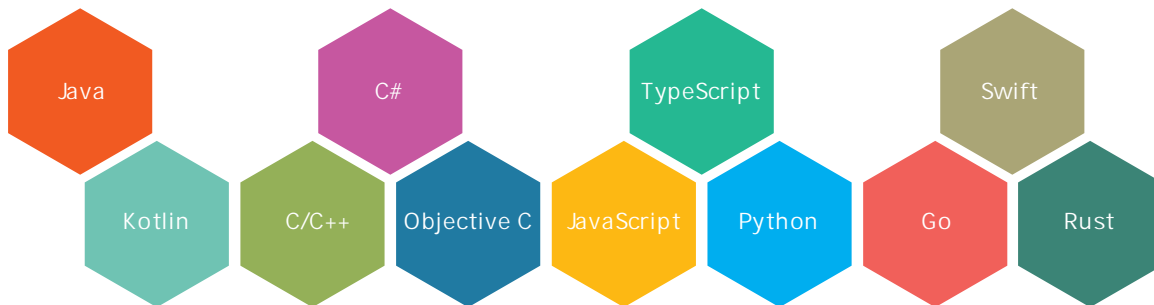 Java
C#
TypeScript
Swift
Kotlin
C/C++
Objective C
JavaScript
Python
Go
Rust